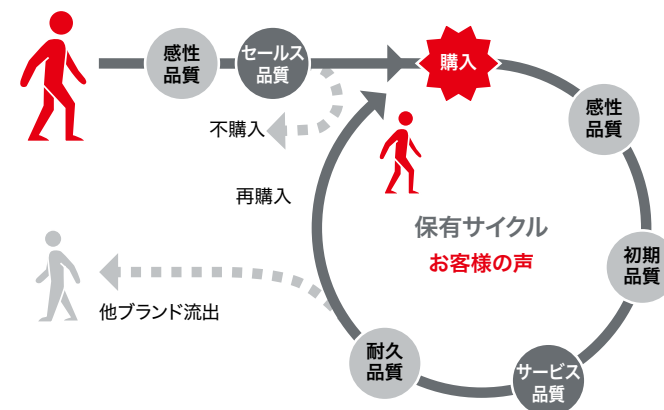 感性
品質
セールス
品質
購入
不購入
感性
品質
再購入
保有サイクル
お客様の声
初期
品質
他ブランド流出
耐久
品質
サービス
品質